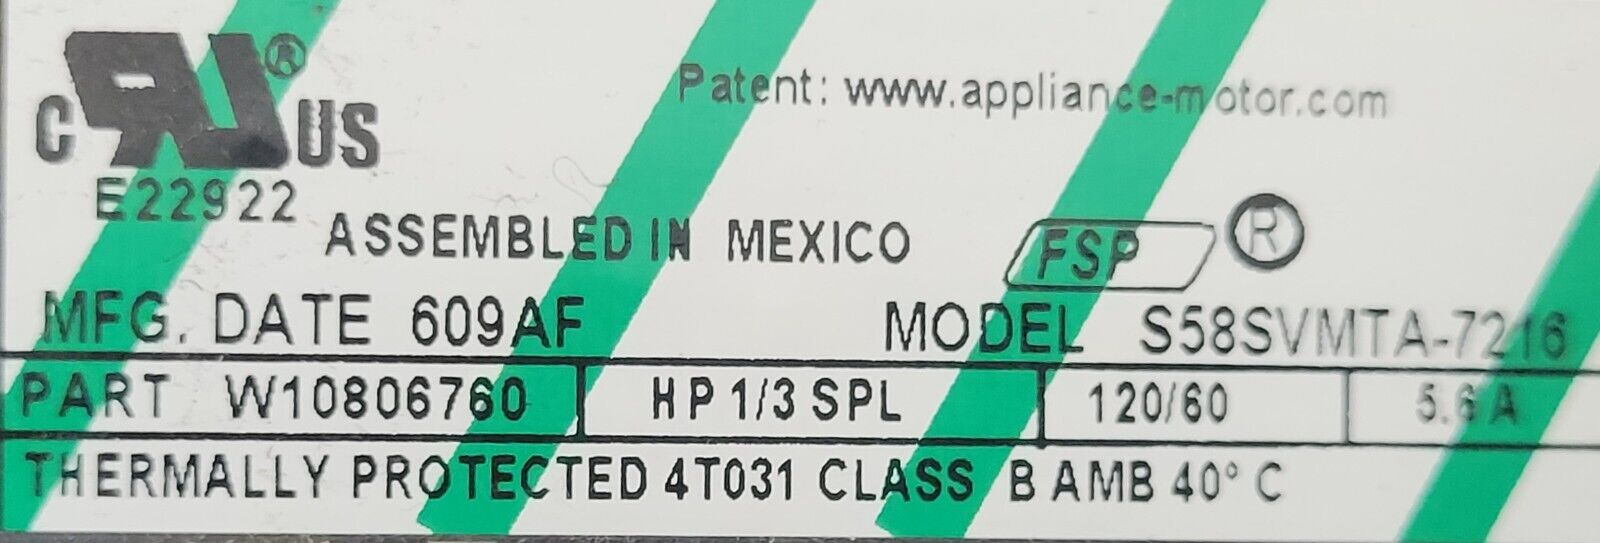 Patent: www.appliance-motor.com
C RU® US
E22922
ASSEMBLED IN MEXICO FSP ®
MFG. DATE 609AF MODEL S58SVMTA-7216
PART W10806760 HP 1/3 SPL 120/60 5.6 A
THERMALLY PROTECTED 4T031 CLASS B AMB 40° C